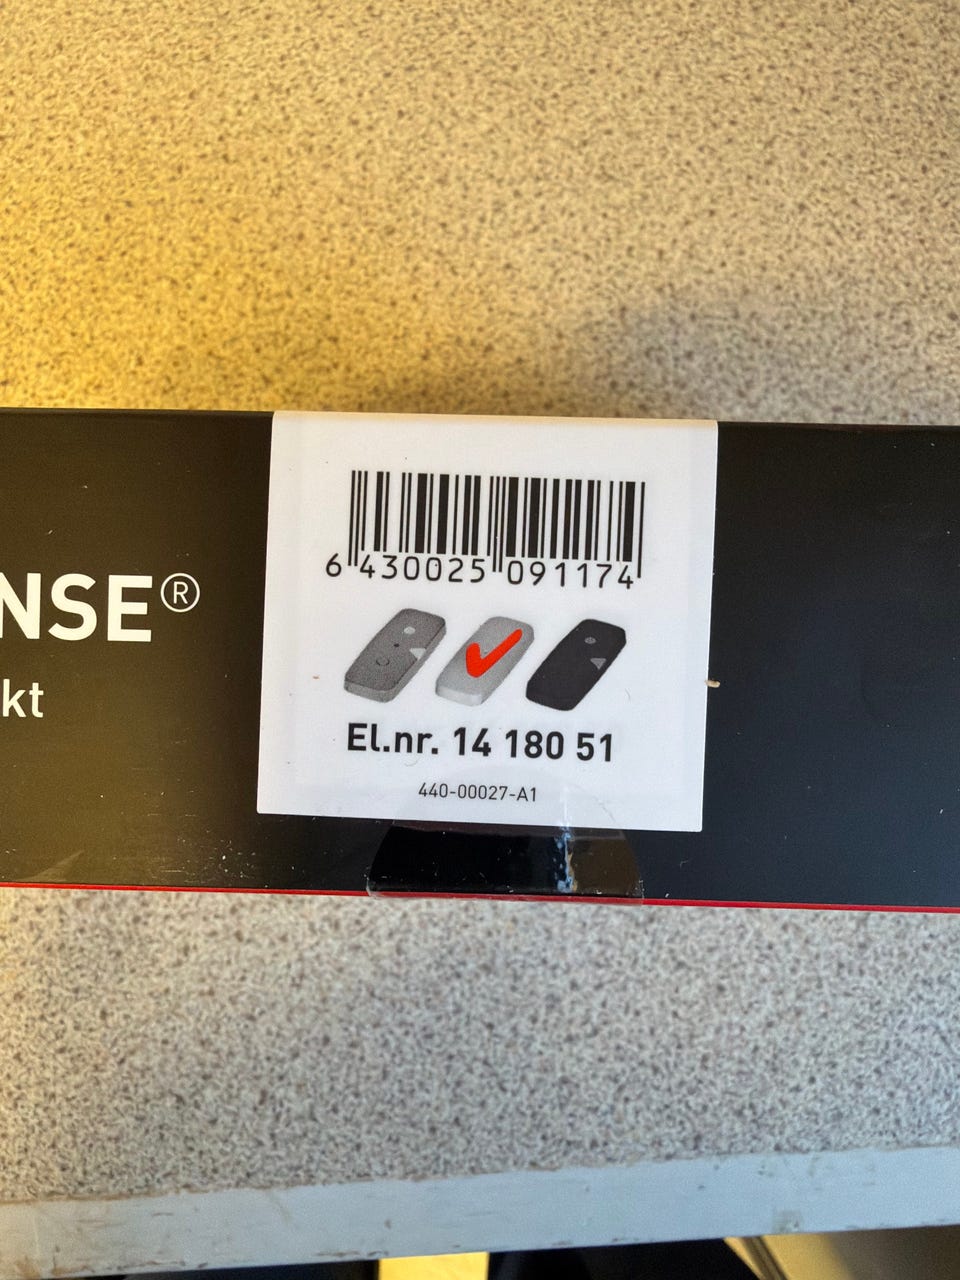 NSE®
kt
6 430025 091174
El.nr. 14 180 51
440-00027-A1